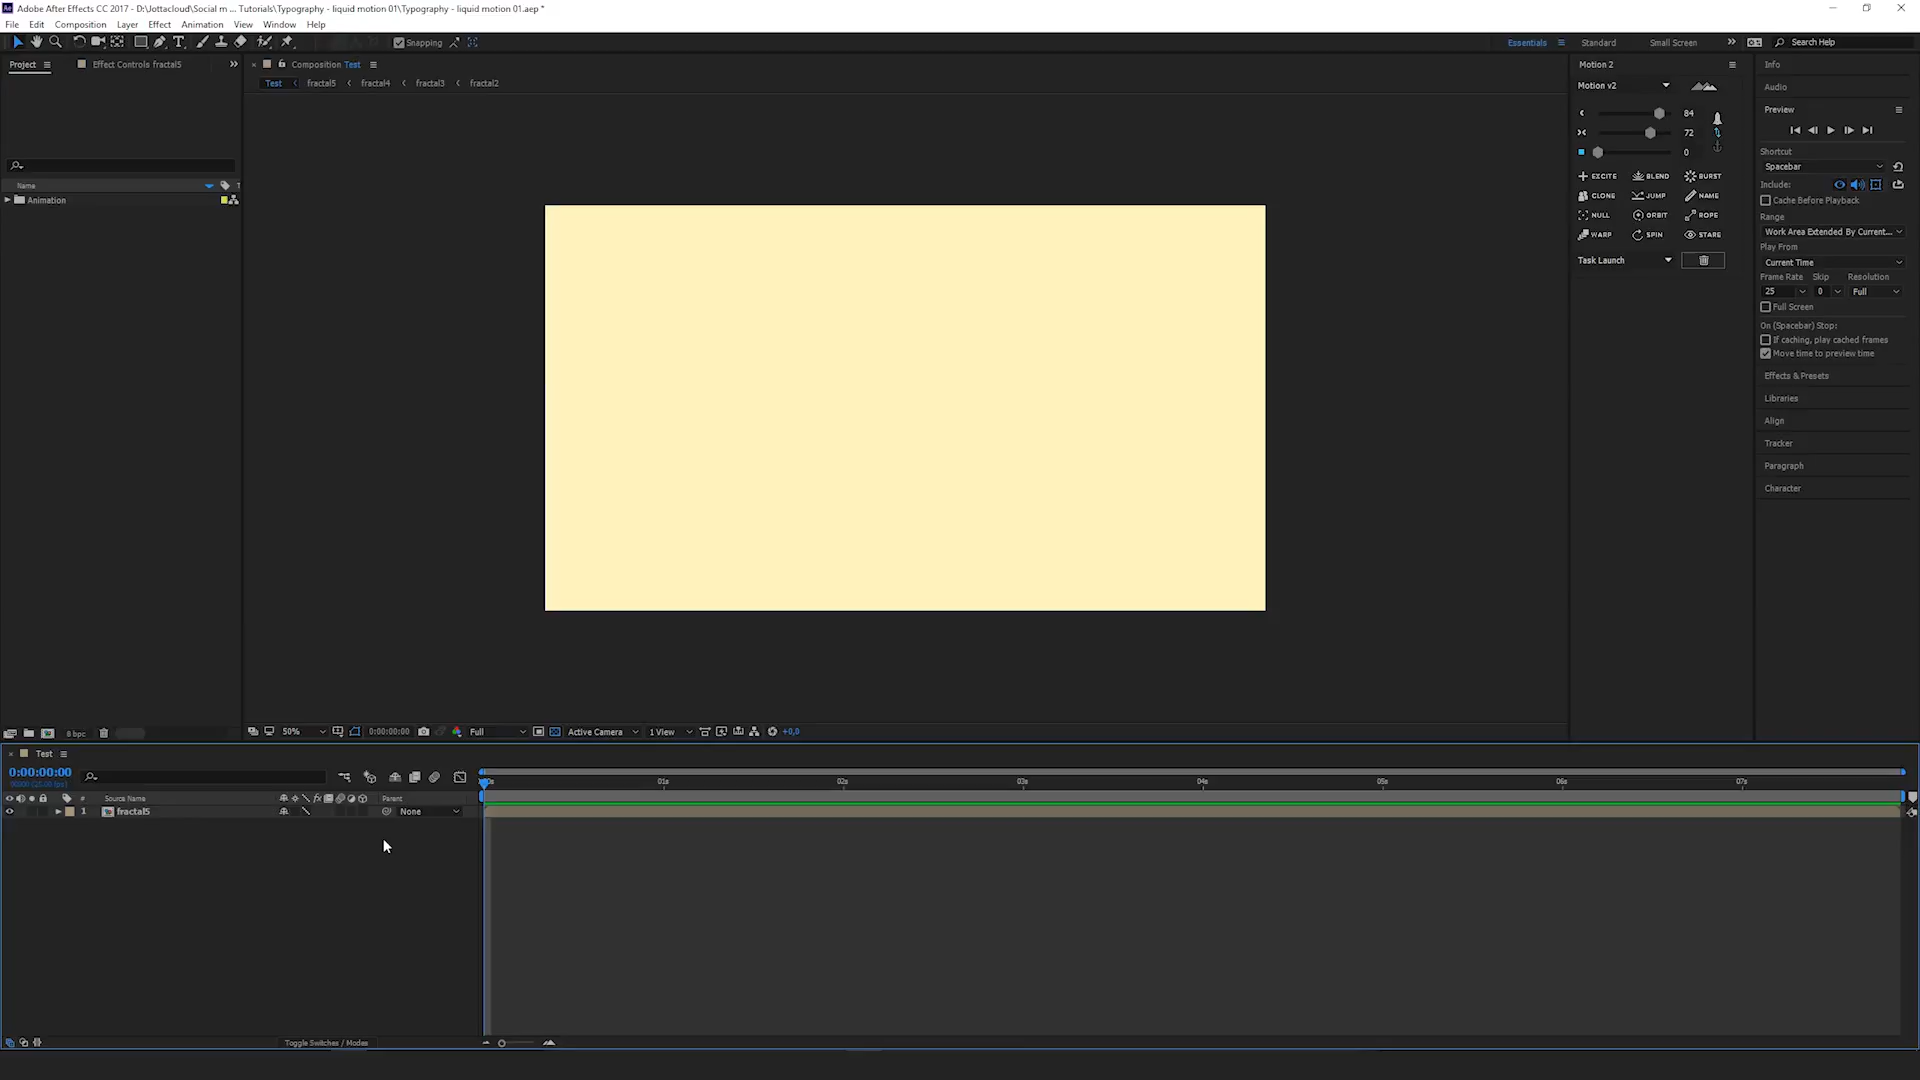 Adobe After Effects CC 2017 - D:\Jottacloud\Social m ... Tutorials\Typography - liquid motion 01\Typography - liquid motion 01.aep *
File Edit Composition Layer Effect Animation View Window Help
Snapping
Essentials Standard Small Screen Search Help
Project Effect Controls fractal5
Composition Test
Test fractal5 fractal4 fractal3 fractal2
Name
Animation
8 bpc
50% 0:00:00:00 Full Active Camera 1 View +0,0
Motion 2
Motion v2
84
72
0
EXCITE BLEND BURST
CLONE JUMP NAME
NULL ORBIT ROPE
WARP SPIN STARE
Task Launch
Info
Audio
Preview
Shortcut
Spacebar
Include:
Cache Before Playback
Range
Work Area Extended By Current...
Play From
Current Time
Frame Rate Skip Resolution
25 0 Full
Full Screen
On (Spacebar) Stop:
If caching, play cached frames
Move time to preview time
Effects & Presets
Libraries
Align
Tracker
Paragraph
Character
Test
0:00:00:00
01s 02s 03s 04s 05s 06s 07s
# Source Name Parent
1 fractal5 None
Toggle Switches / Modes